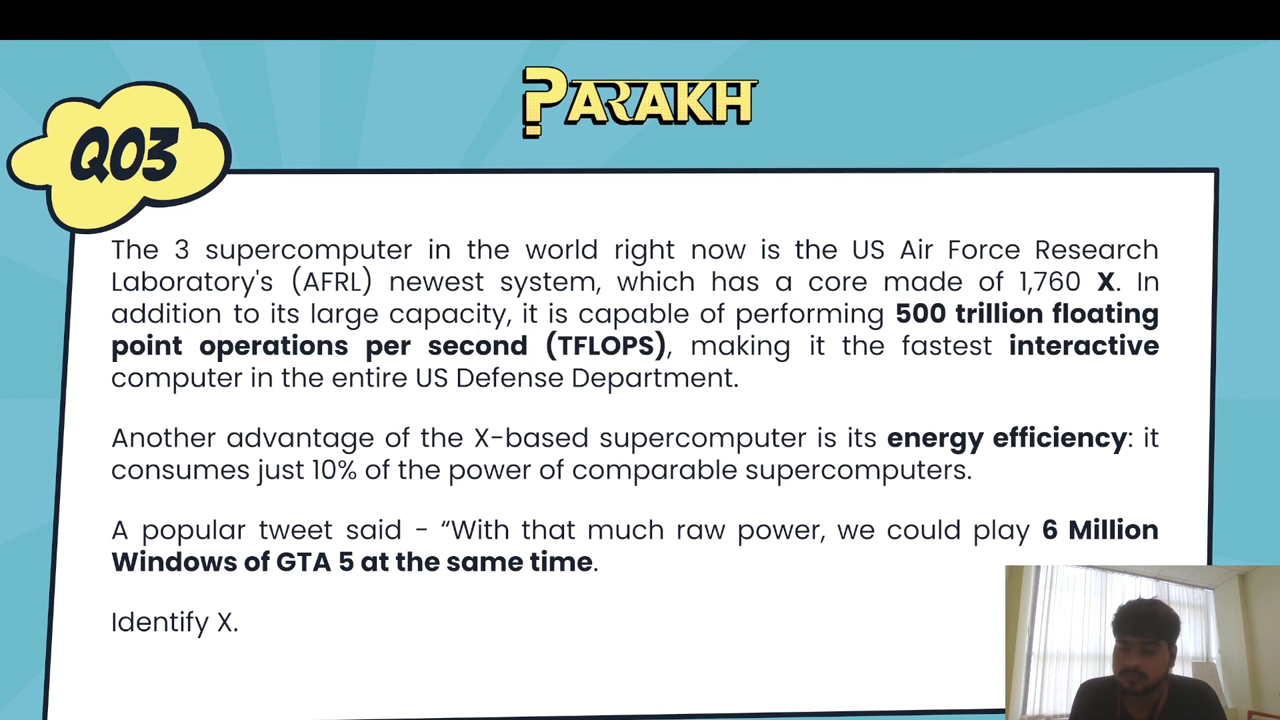 ?PARAKH
Q03
The 3 supercomputer in the world right now is the US Air Force Research
Laboratory's (AFRL) newest system, which has a core made of 1,760 X. In
addition to its large capacity, it is capable of performing 500 trillion floating
point operations per second (TFLOPS), making it the fastest interactive
computer in the entire US Defense Department.
Another advantage of the X-based supercomputer is its energy efficiency: it
consumes just 10% of the power of comparable supercomputers.
A popular tweet said - “With that much raw power, we could play 6 Million
Windows of GTA 5 at the same time.
Identify X.